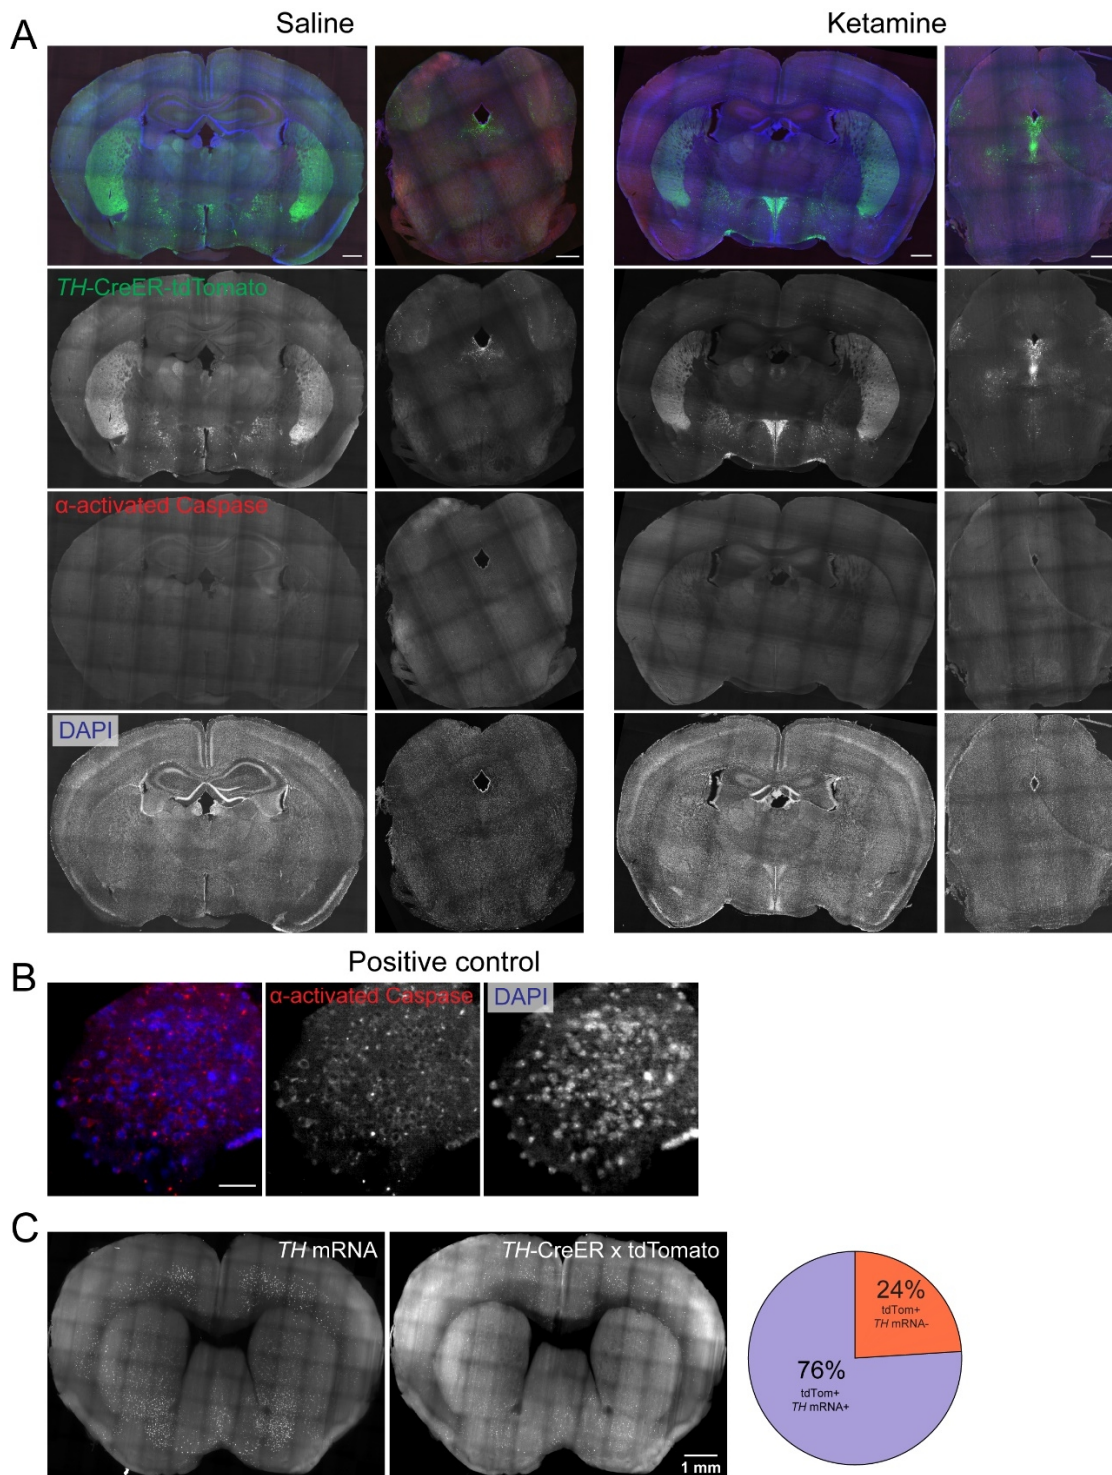 A
Saline
Ketamine
TH-CreER-tdTomato
α-activated Caspase
DAPI
B
Positive control
α-activated Caspase
DAPI
C
TH mRNA
TH-CreER x tdTomato
1 mm
24%
tdTom+
TH mRNA-
76%
tdTom+
TH mRNA+